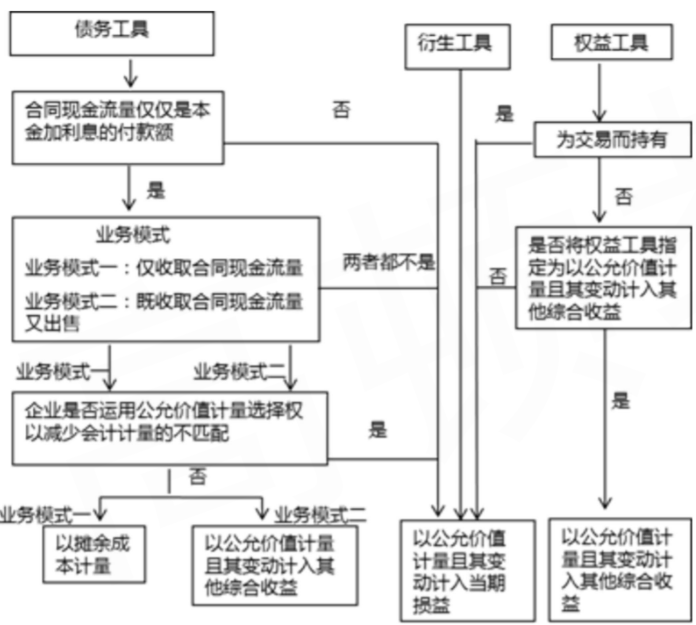 债务工具
衍生工具
权益工具
合同现金流量仅仅是本
金加利息的付款额
否
是
为交易而持有
是
否
业务模式
业务模式一：仅收取合同现金流量
业务模式二：既收取合同现金流量
又出售
两者都不是
否
是否将权益工具指
定为以公允价值计
量且其变动计入其
他综合收益
业务模式一
业务模式二
企业是否运用公允价值计量选择权
以减少会计计量的不匹配
是
是
否
业务模式一
业务模式二
以摊余成
本计量
以公允价值计量
且其变动计入其
他综合收益
以公允价值
计量且其变
动计入当期
损益
以公允价值计
量且其变动计
入其他综合收
益